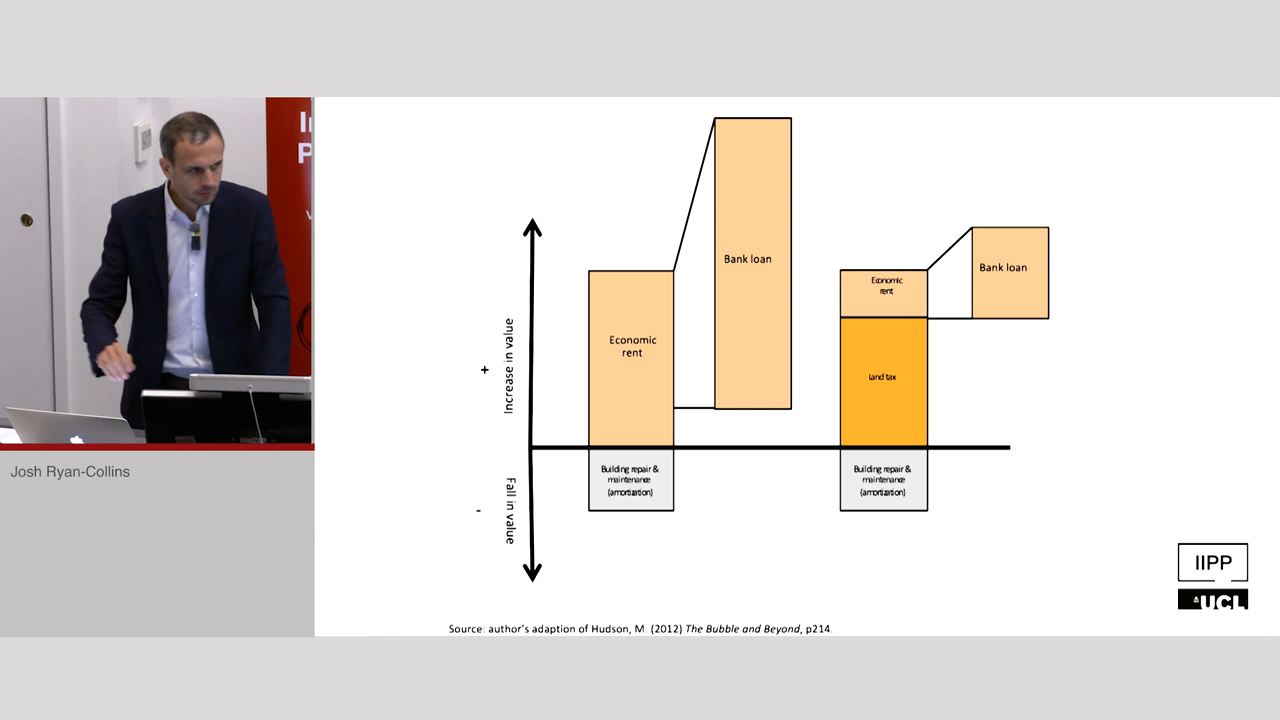 I
P
v
Josh Ryan-Collins
Bank loan
Economic
rent
Building repair &
maintenance
(amortization)
Economic
rent
land tax
Building repair &
maintenance
(amortization)
Bank loan
+
Increase in value
-
Fall in value
IIPP
UCL
Source: author's adaption of Hudson, M. (2012) The Bubble and Beyond, p214.